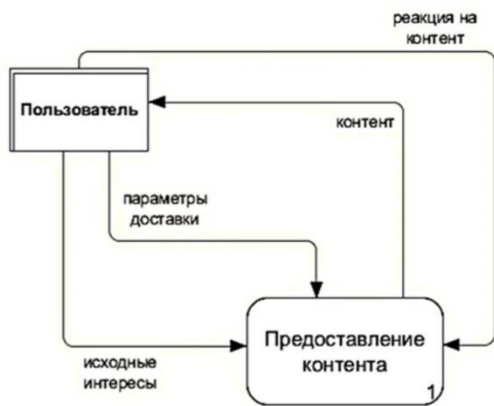 реакция на
контент
Пользователь
контент
параметры
доставки
Предоставление
контента
1
исходные
интересы